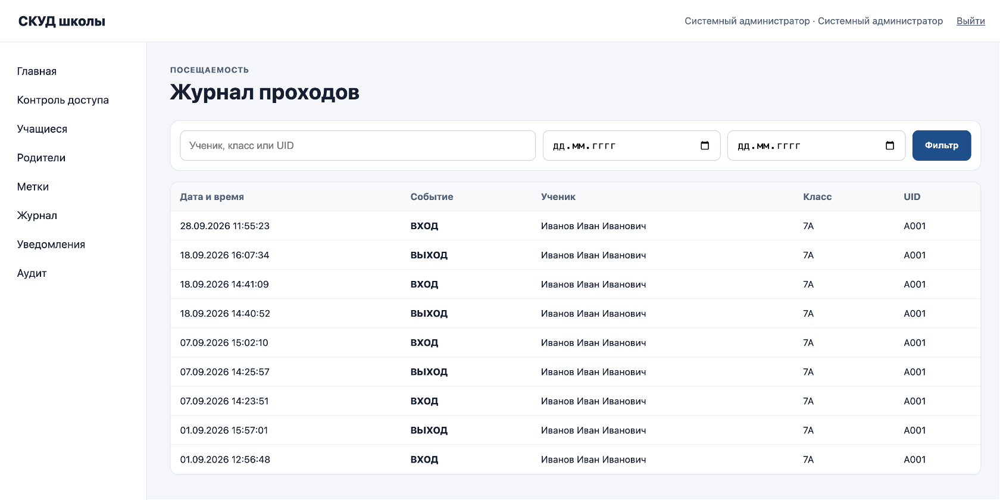 СКУД школы
Системный администратор · Системный администратор Выйти
Главная
Контроль доступа
Учащиеся
Родители
Метки
Журнал
Уведомления
Аудит
ПОСЕЩАЕМОСТЬ
Журнал проходов
Ученик, класс или UID дд.мм.гггг дд.мм.гггг Фильтр
Дата и время Событие Ученик Класс UID
28.09.2026 11:55:23 ВХОД Иванов Иван Иванович 7А A001
18.09.2026 16:07:34 ВЫХОД Иванов Иван Иванович 7А A001
18.09.2026 14:41:09 ВХОД Иванов Иван Иванович 7А A001
18.09.2026 14:40:52 ВЫХОД Иванов Иван Иванович 7А A001
07.09.2026 15:02:10 ВХОД Иванов Иван Иванович 7А A001
07.09.2026 14:25:57 ВЫХОД Иванов Иван Иванович 7А A001
07.09.2026 14:23:51 ВХОД Иванов Иван Иванович 7А A001
01.09.2026 15:57:01 ВЫХОД Иванов Иван Иванович 7А A001
01.09.2026 12:56:48 ВХОД Иванов Иван Иванович 7А A001